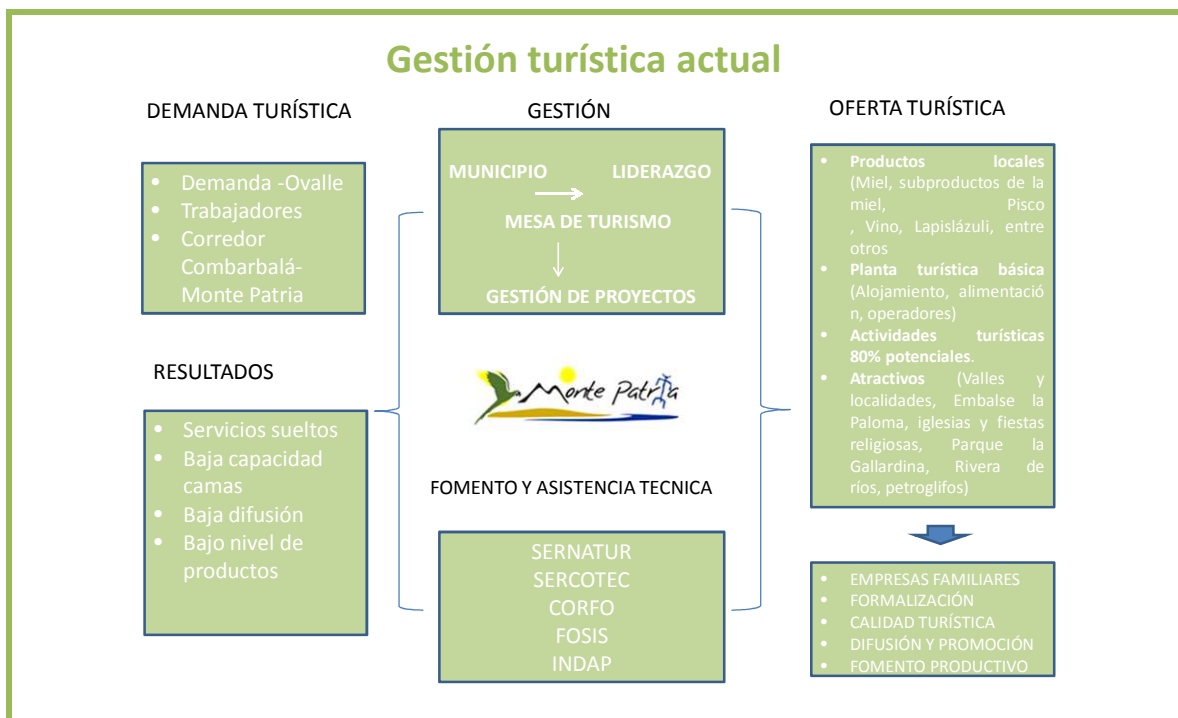 Gestión turística actual
DEMANDA TURÍSTICA
• Demanda -Ovalle
• Trabajadores
• Corredor
Combarbalá-
Monte Patria
RESULTADOS
• Servicios sueltos
• Baja capacidad
camas
• Baja difusión
• Bajo nivel de
productos
GESTIÓN
MUNICIPIO LIDERAZGO
MESA DE TURISMO
GESTIÓN DE PROYECTOS
Monte Patria
FOMENTO Y ASISTENCIA TECNICA
SERNATUR
SERCOTEC
CORFO
FOSIS
INDAP
OFERTA TURÍSTICA
• Productos locales
(Miel, subproductos de la
miel, Pisco
, Vino, Lapislázuli, entre
otros
• Planta turística básica
(Alojamiento, alimentació
n, operadores)
• Actividades turísticas
80% potenciales.
• Atractivos (Valles y
localidades, Embalse la
Paloma, iglesias y fiestas
religiosas, Parque la
Gallardina, Rivera de
ríos, petroglifos)
• EMPRESAS FAMILIARES
• FORMALIZACIÓN
• CALIDAD TURÍSTICA
• DIFUSIÓN Y PROMOCIÓN
• FOMENTO PRODUCTIVO